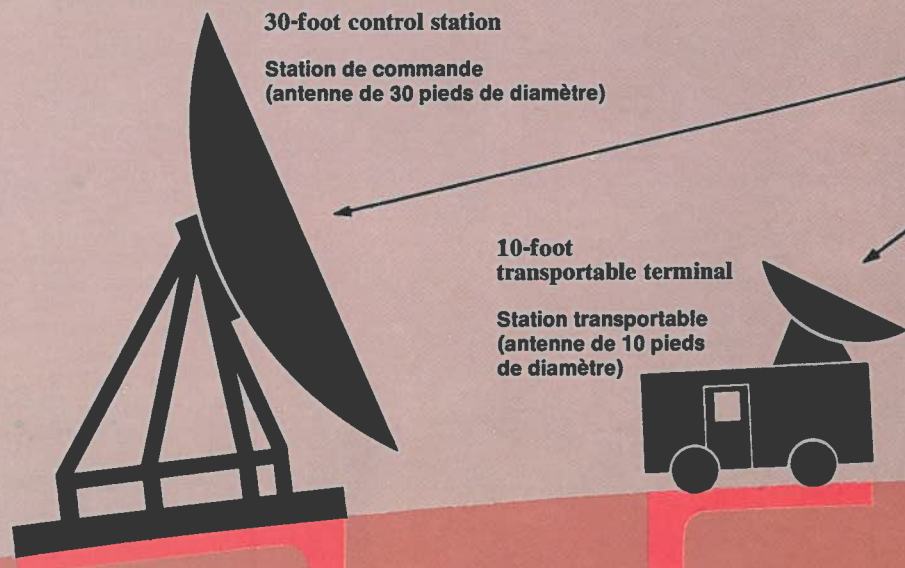 30-foot control station
Station de commande
(antenne de 30 pieds de diamètre)
10-foot
transportable terminal
Station transportable
(antenne de 10 pieds
de diamètre)